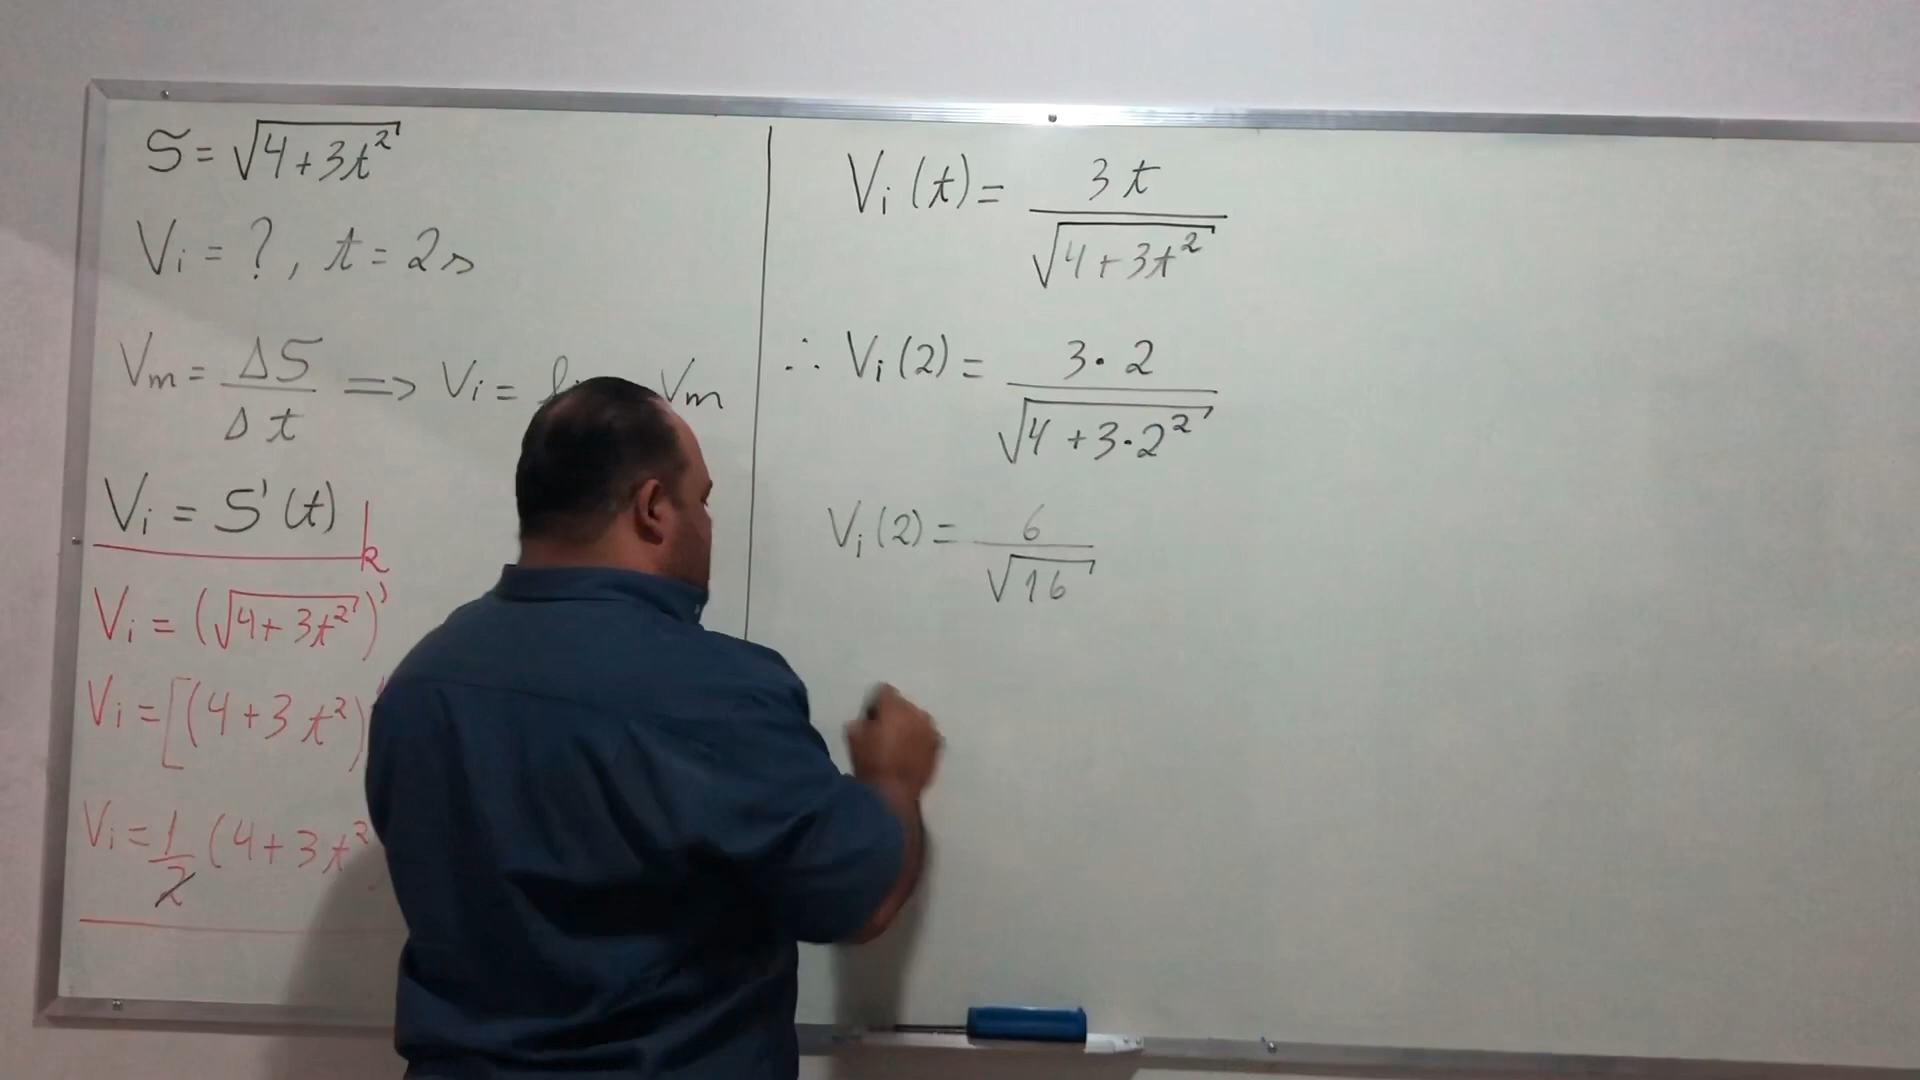 S = √(4+3t²)
Vi = ?, t = 2s
Vm = ΔS/Δt => Vi = Vm
Vi = S'(t)
k
Vi = (√(4+3t²))'
Vi = [(4+3t²)
Vi = 1/2 (4+3t²
Vi(t) = 3t/√(4+3t²)
∴ Vi(2) = 3·2/√(4+3·2²)
Vi(2) = 6/√16